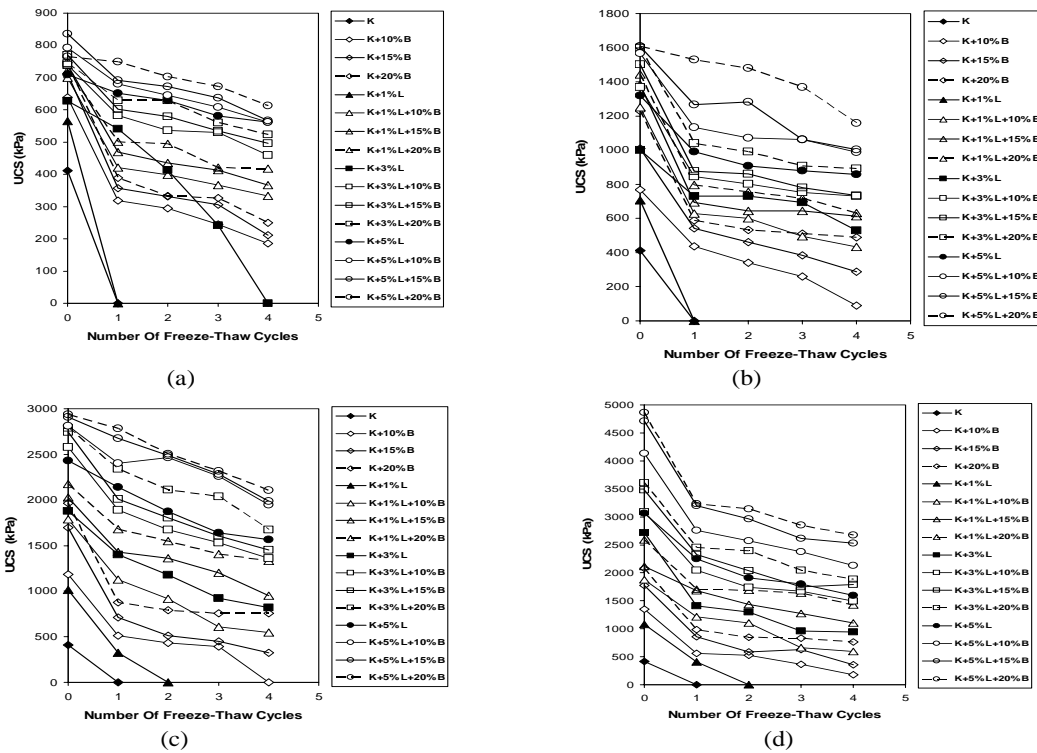 900
800
700
600
500
400
300
200
100
0
UCS (kPa)
0 1 2 3 4 5
Number Of Freeze-Thaw Cycles
K
K+10%B
K+15%B
K+20%B
K+1%L
K+1%L+10%B
K+1%L+15%B
K+1%L+20%B
K+3%L
K+3%L+10%B
K+3%L+15%B
K+3%L+20%B
K+5%L
K+5%L+10%B
K+5%L+15%B
K+5%L+20%B
(a)
1800
1600
1400
1200
1000
800
600
400
200
0
UCS (kPa)
0 1 2 3 4 5
Number Of Freeze-Thaw Cycles
K
K+10%B
K+15%B
K+20%B
K+1%L
K+1%L+10%B
K+1%L+15%B
K+1%L+20%B
K+3%L
K+3%L+10%B
K+3%L+15%B
K+3%L+20%B
K+5%L
K+5%L+10%B
K+5%L+15%B
K+5%L+20%B
(b)
3000
2500
2000
1500
1000
500
0
UCS (kPa)
0 1 2 3 4 5
Number Of Freeze-Thaw Cycles
K
K+10%B
K+15%B
K+20%B
K+1%L
K+1%L+10%B
K+1%L+15%B
K+1%L+20%B
K+3%L
K+3%L+10%B
K+3%L+15%B
K+3%L+20%B
K+5%L
K+5%L+10%B
K+5%L+15%B
K+5%L+20%B
(c)
5000
4500
4000
3500
3000
2500
2000
1500
1000
500
0
UCS (kPa)
0 1 2 3 4 5
Number Of Freeze-Thaw Cycles
K
K+10%B
K+15%B
K+20%B
K+1%L
K+1%L+10%B
K+1%L+15%B
K+1%L+20%B
K+3%L
K+3%L+10%B
K+3%L+15%B
K+3%L+20%B
K+5%L
K+5%L+10%B
K+5%L+15%B
K+5%L+20%B
(d)